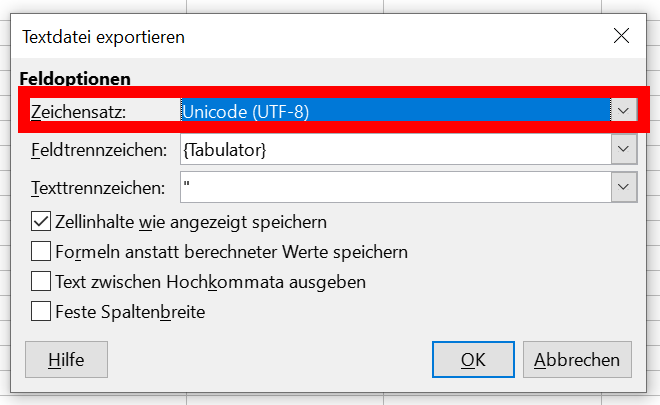 Textdatei exportieren
Feldoptionen
Zeichensatz: Unicode (UTF-8)
Feldtrennzeichen: {Tabulator}
Texttrennzeichen: "
Zellinhalte wie angezeigt speichern
Formeln anstatt berechneter Werte speichern
Text zwischen Hochkommata ausgeben
Feste Spaltenbreite
Hilfe OK Abbrechen